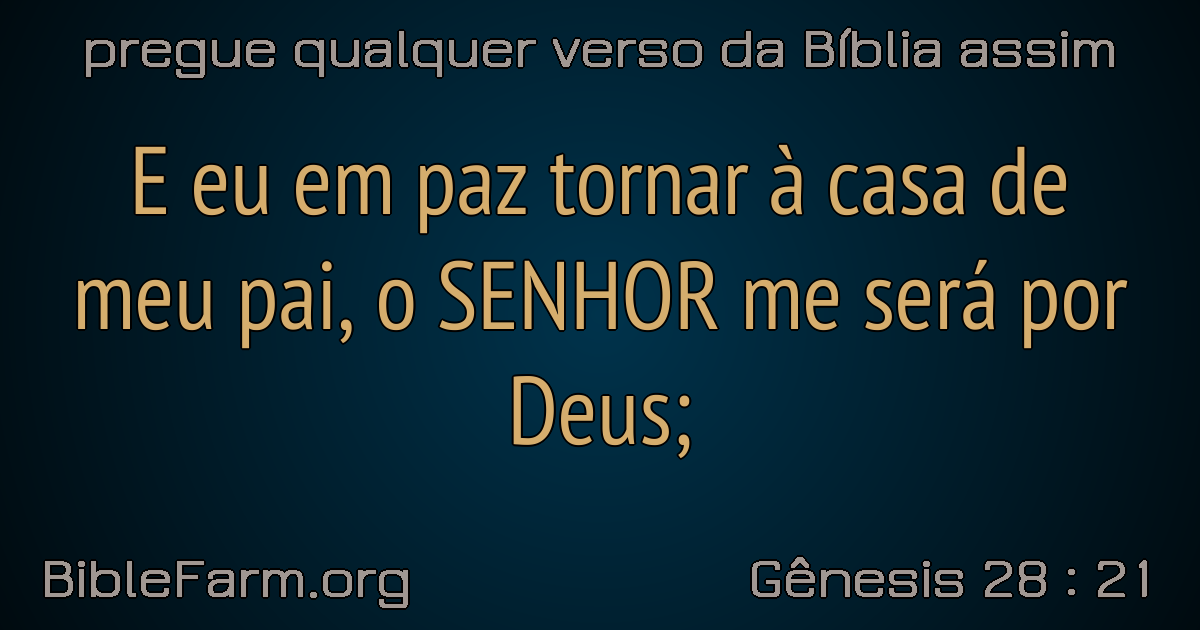 pregue qualquer verso da Bíblia assim
E eu em paz tornar à casa de
meu pai, o SENHOR me será por
Deus;
BibleFarm.org
Gênesis 28 : 21